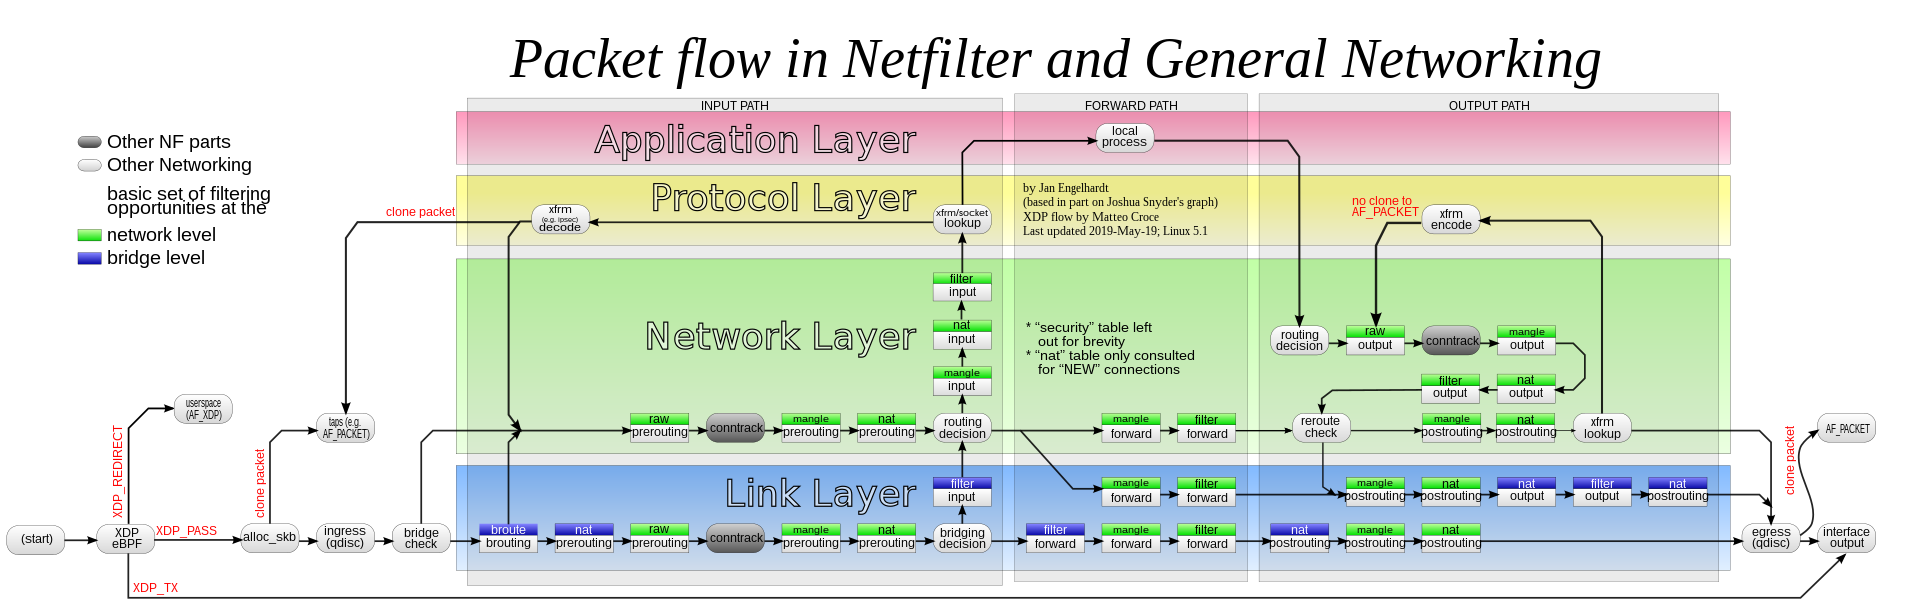 Packet flow in Netfilter and General Networking
INPUT PATH
FORWARD PATH
OUTPUT PATH
Other NF parts
Other Networking
basic set of filtering
opportunities at the
network level
bridge level
Application Layer
local
process
Protocol Layer
clone packet
xfrm
(e.g. ipsec)
decode
xfrm/socket
lookup
by Jan Engelhardt
(based in part on Joshua Snyder's graph)
XDP flow by Matteo Croce
Last updated 2019-May-19; Linux 5.1
no clone to
AF_PACKET
xfrm
encode
Network Layer
filter
input
nat
input
mangle
input
* “security” table left
out for brevity
* “nat” table only consulted
for “NEW” connections
routing
decision
raw
output
conntrack
mangle
output
filter
output
nat
output
userspace
(AF_XDP)
taps (e.g.
AF_PACKET)
raw
prerouting
conntrack
mangle
prerouting
nat
prerouting
routing
decision
mangle
forward
filter
forward
reroute
check
mangle
postrouting
nat
postrouting
xfrm
lookup
AF_PACKET
XDP_REDIRECT
clone packet
clone packet
Link Layer
filter
input
mangle
forward
filter
forward
mangle
postrouting
nat
postrouting
nat
output
filter
output
nat
postrouting
(start)
XDP
eBPF
XDP_PASS
alloc_skb
ingress
(qdisc)
bridge
check
broute
brouting
nat
prerouting
raw
prerouting
conntrack
mangle
prerouting
nat
prerouting
bridging
decision
filter
forward
mangle
forward
filter
forward
nat
postrouting
mangle
postrouting
nat
postrouting
egress
(qdisc)
interface
output
XDP_TX